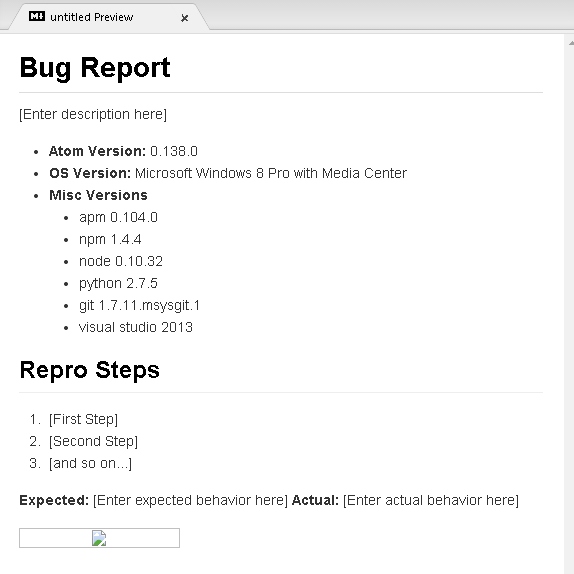 untitled Preview
Bug Report
[Enter description here]
Atom Version: 0.138.0
OS Version: Microsoft Windows 8 Pro with Media Center
Misc Versions
apm 0.104.0
npm 1.4.4
node 0.10.32
python 2.7.5
git 1.7.11.msysgit.1
visual studio 2013
Repro Steps
1. [First Step]
2. [Second Step]
3. [and so on...]
Expected: [Enter expected behavior here] Actual: [Enter actual behavior here]